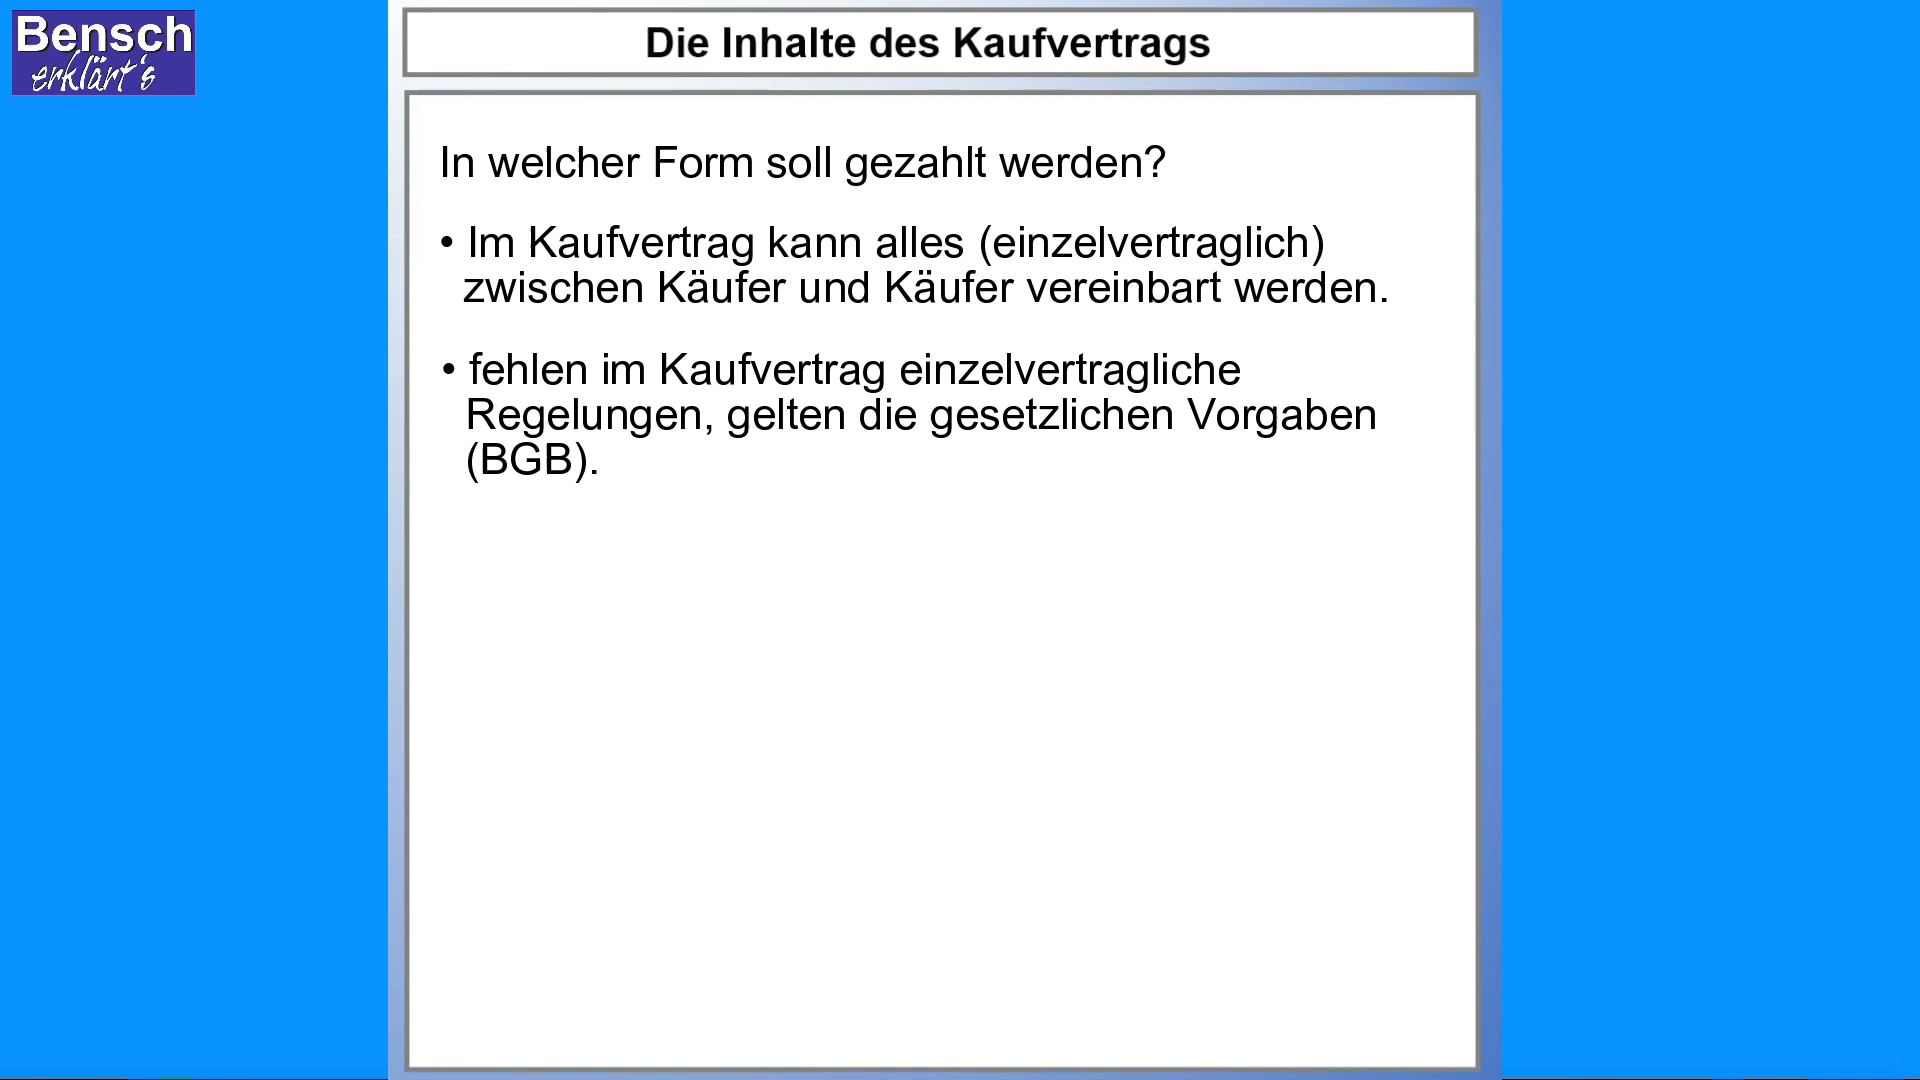 Bensch
erklärt's
Die Inhalte des Kaufvertrags
In welcher Form soll gezahlt werden?
• Im Kaufvertrag kann alles (einzelvertraglich)
zwischen Käufer und Käufer vereinbart werden.
• fehlen im Kaufvertrag einzelvertragliche
Regelungen, gelten die gesetzlichen Vorgaben
(BGB).